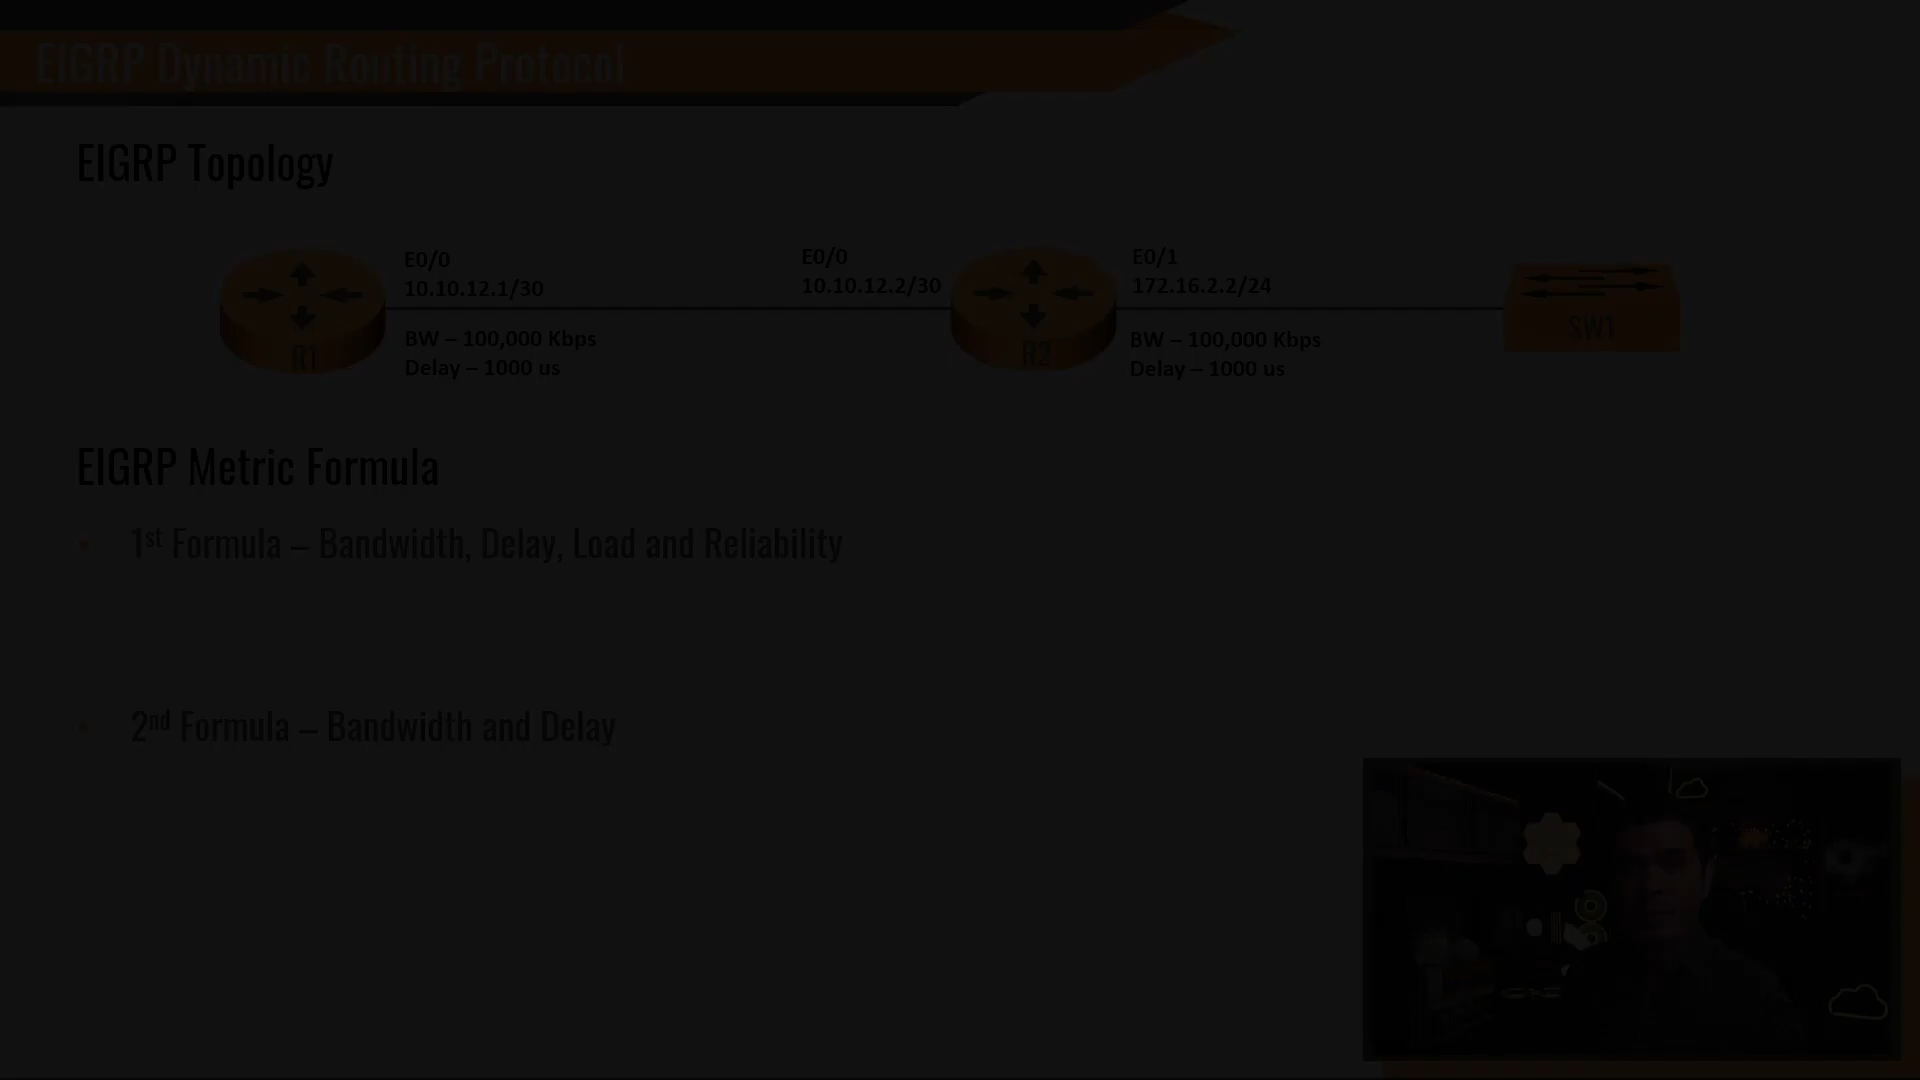 EIGRP Dynamic Routing Protocol
EIGRP Topology
E0/0
10.10.12.1/30
E0/0
10.10.12.2/30
E0/1
172.16.2.2/24
R1
R2
SW1
BW – 100,000 Kbps
Delay – 1000 us
BW – 100,000 Kbps
Delay – 1000 us
EIGRP Metric Formula
• 1st Formula – Bandwidth, Delay, Load and Reliability
• 2nd Formula – Bandwidth and Delay